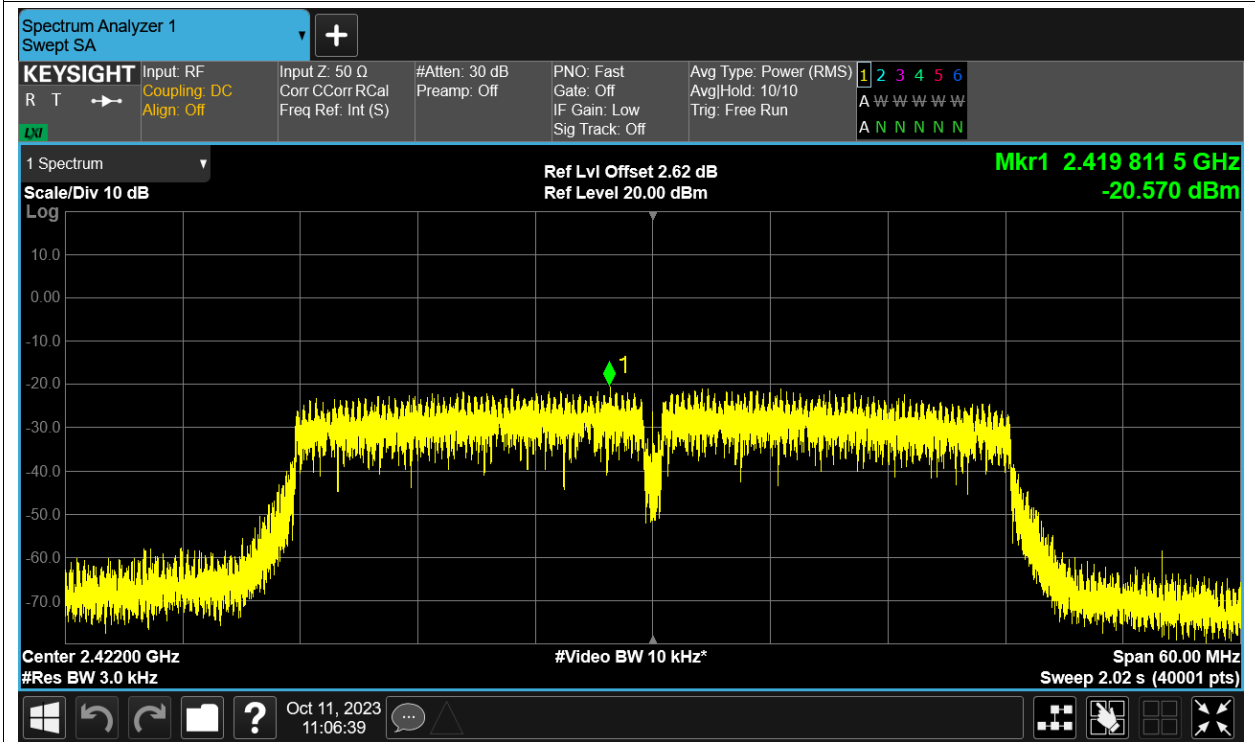 Spectrum Analyzer 1
Swept SA
+
KEYSIGHT Input: RF Input Z: 50 Ω #Atten: 30 dB PNO: Fast Avg Type: Power (RMS) 1 2 3 4 5 6
R T Coupling: DC Corr CCorr RCal Preamp: Off Gate: Off Avg|Hold: 10/10 A W W W W W
Align: Off Freq Ref: Int (S) IF Gain: Low Trig: Free Run
LXI Sig Track: Off A N N N N N
1 Spectrum Ref Lvl Offset 2.62 dB Mkr1 2.419 811 5 GHz
Scale/Div 10 dB Ref Level 20.00 dBm -20.570 dBm
Log
10.0
0.00
-10.0
1
-20.0
-30.0
-40.0
-50.0
-60.0
-70.0
Center 2.42200 GHz #Video BW 10 kHz* Span 60.00 MHz
#Res BW 3.0 kHz Sweep 2.02 s (40001 pts)
? Oct 11, 2023
11:06:39